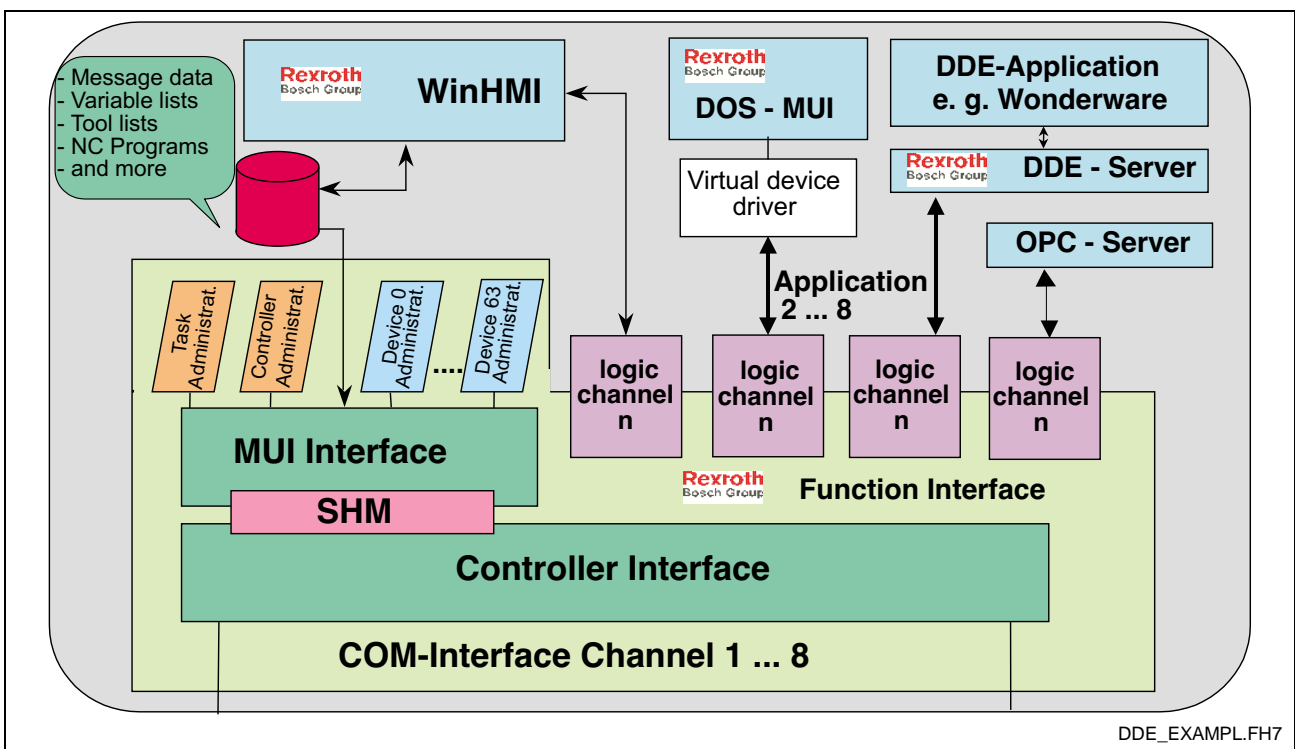 - Message data
- Variable lists
- Tool lists
- NC Programs
- and more
Rexroth
Bosch Group
WinHMI
Rexroth
Bosch Group
DOS - MUI
DDE-Application
e. g. Wonderware
Rexroth
Bosch Group
DDE - Server
Virtual device
driver
OPC - Server
Application
2 ... 8
Task
Administrat.
Controller
Administrat.
Device 0
Administrat.
....
Device 63
Administrat.
logic
channel
n
logic
channel
n
logic
channel
n
logic
channel
n
MUI Interface
Rexroth
Bosch Group
Function Interface
SHM
Controller Interface
COM-Interface Channel 1 ... 8
DDE_EXAMPL.FH7